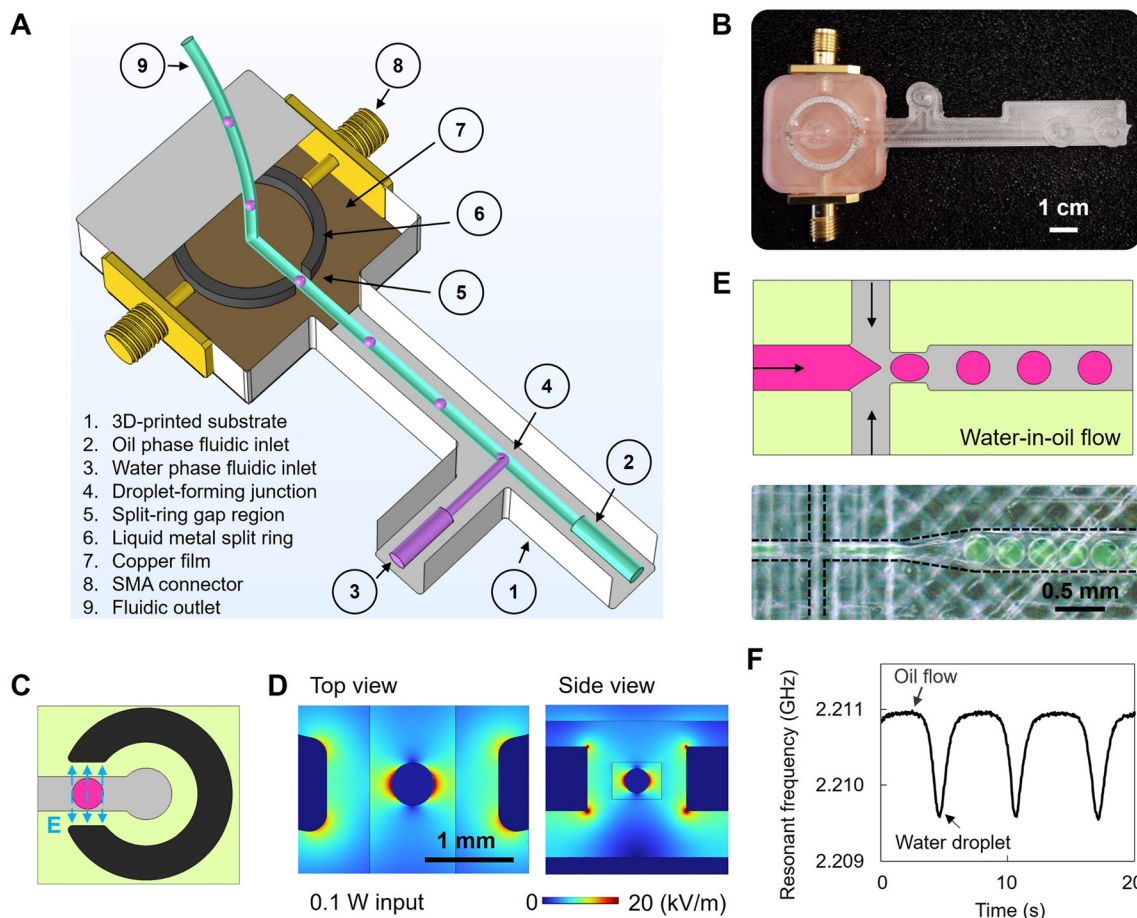 A
9
8
7
6
5
4
2
3
1
1. 3D-printed substrate
2. Oil phase fluidic inlet
3. Water phase fluidic inlet
4. Droplet-forming junction
5. Split-ring gap region
6. Liquid metal split ring
7. Copper film
8. SMA connector
9. Fluidic outlet
B
1 cm
E
Water-in-oil flow
0.5 mm
C
E
D
Top view
Side view
1 mm
0.1 W input
0 20 (kV/m)
F
Resonant frequency (GHz)
2.211
2.210
2.209
Oil flow
Water droplet
0 10 20
Time (s)